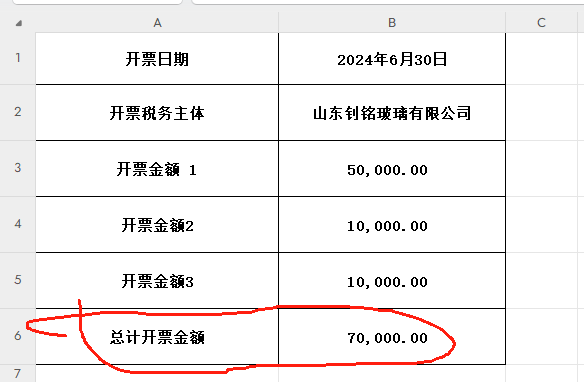 A B C
1 开票日期 2024年6月30日
2 开票税务主体 山东钊铭玻璃有限公司
3 开票金额 1 50,000.00
4 开票金额2 10,000.00
5 开票金额3 10,000.00
6 总计开票金额 70,000.00
7